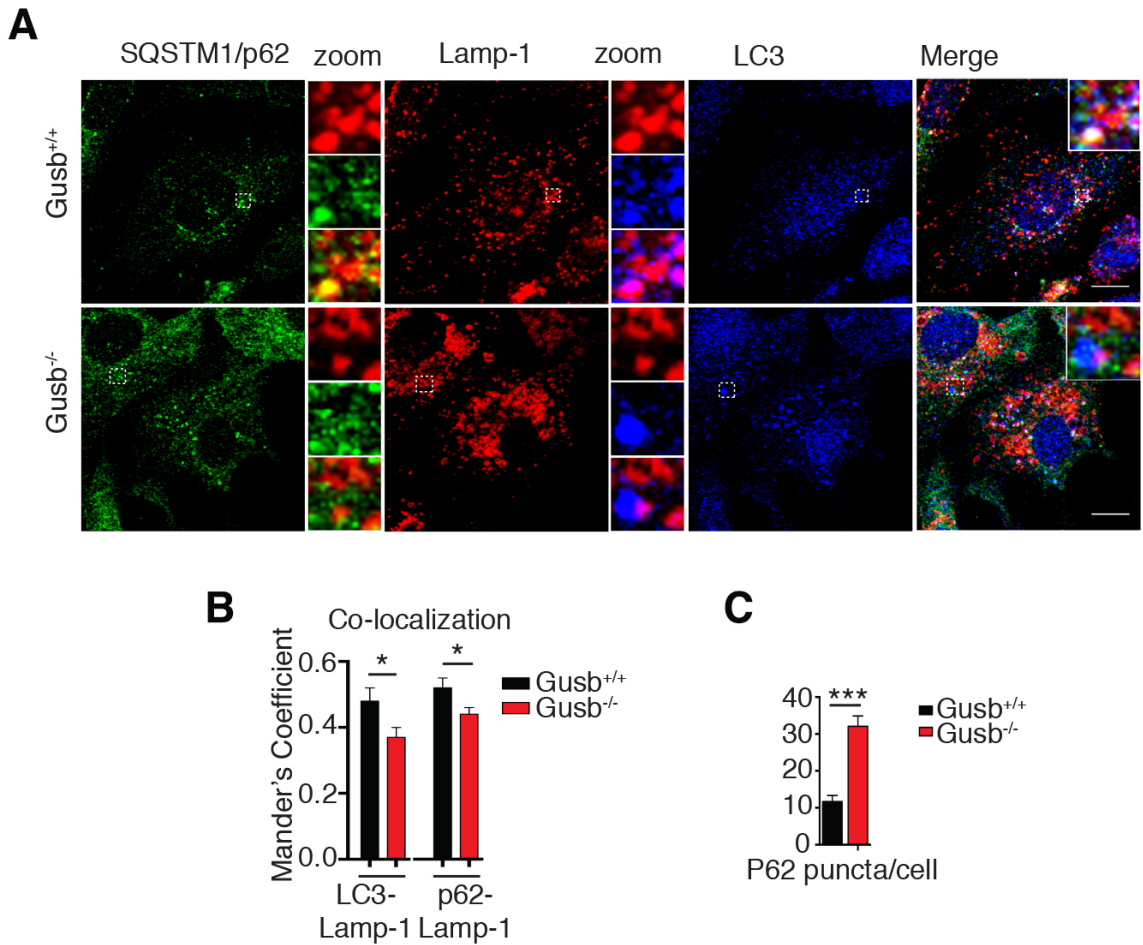 A
SQSTM1/p62 zoom Lamp-1 zoom LC3 Merge
Gusb+/+
Gusb-/-
B
Co-localization
Mander's Coefficient
0.6
0.4
0.2
0.0
* *
Gusb+/+
Gusb-/-
LC3-
Lamp-1
p62-
Lamp-1
C
40
30
20
10
0
***
Gusb+/+
Gusb-/-
P62 puncta/cell